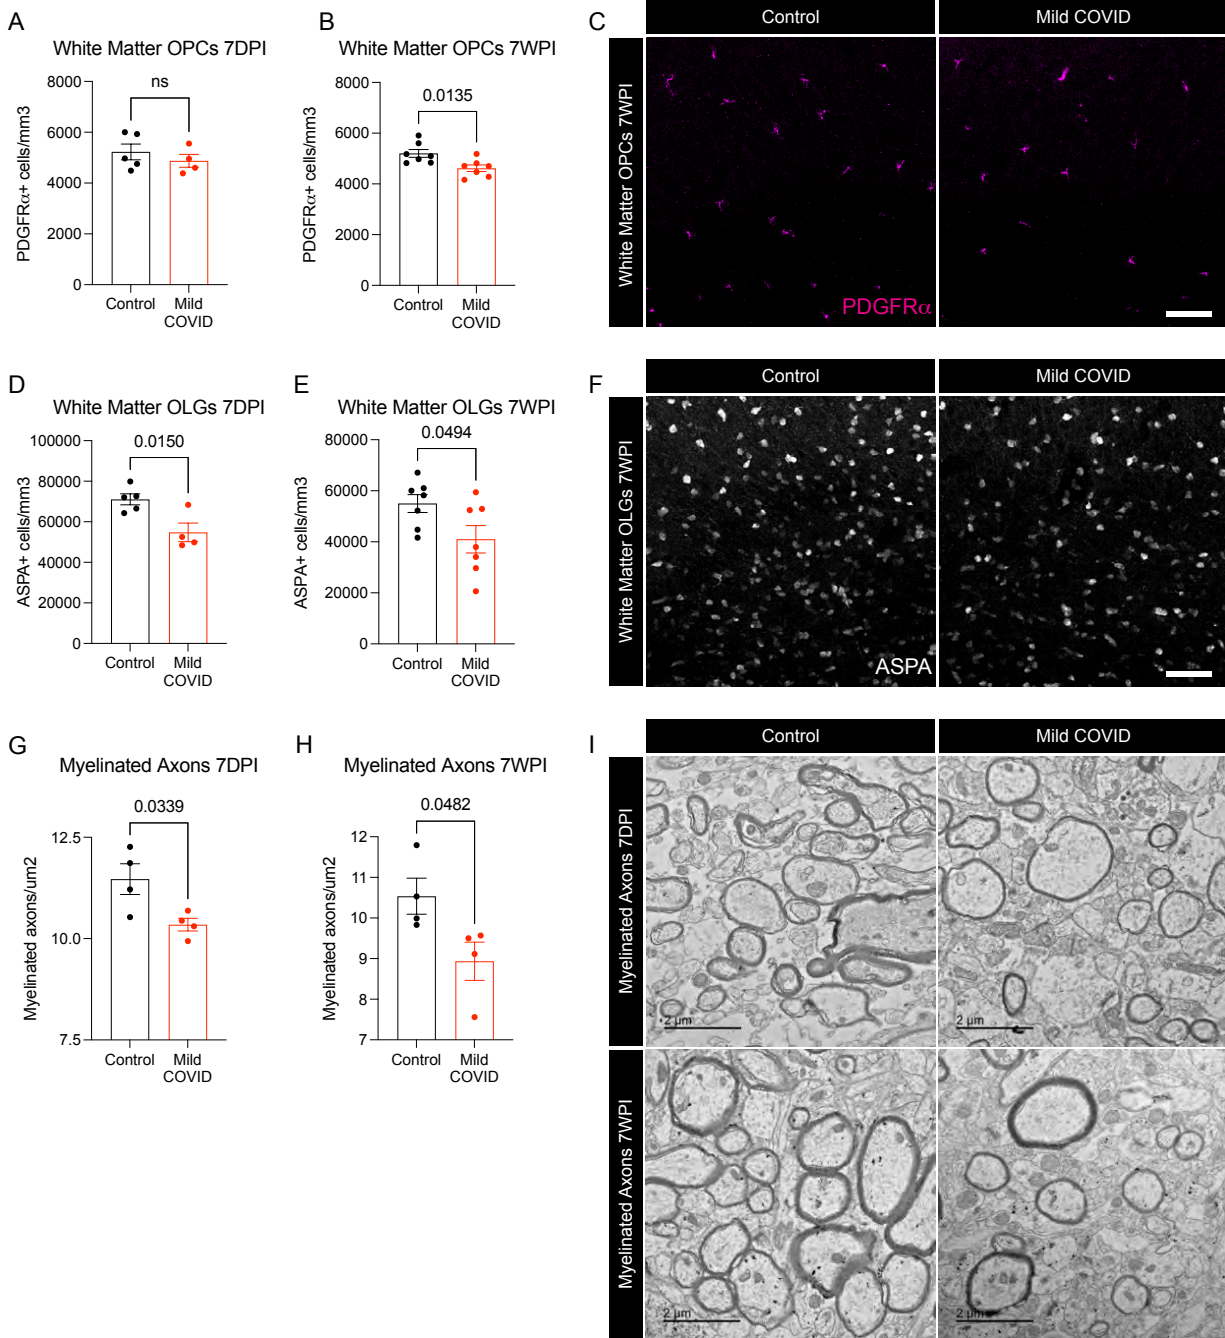 A
White Matter OPCs 7DPI
ns
8000
6000
4000
2000
0
PDGFRα+ cells/mm3
Control
Mild
COVID
B
White Matter OPCs 7WPI
0.0135
8000
6000
4000
2000
0
PDGFRα+ cells/mm3
Control
Mild
COVID
C
Control
Mild COVID
White Matter OPCs 7WPI
PDGFRα
D
White Matter OLGs 7DPI
0.0150
100000
80000
60000
40000
20000
0
ASPA+ cells/mm3
Control
Mild
COVID
E
White Matter OLGs 7WPI
0.0494
80000
60000
40000
20000
0
ASPA+ cells/mm3
Control
Mild
COVID
F
Control
Mild COVID
White Matter OLGs 7WPI
ASPA
G
Myelinated Axons 7DPI
0.0339
12.5
10.0
7.5
Myelinated axons/um2
Control
Mild
COVID
H
Myelinated Axons 7WPI
0.0482
12
11
10
9
8
7
Myelinated axons/um2
Control
Mild
COVID
I
Control
Mild COVID
Myelinated Axons 7DPI
2 µm
2 µm
Myelinated Axons 7WPI
2 µm
2 µm